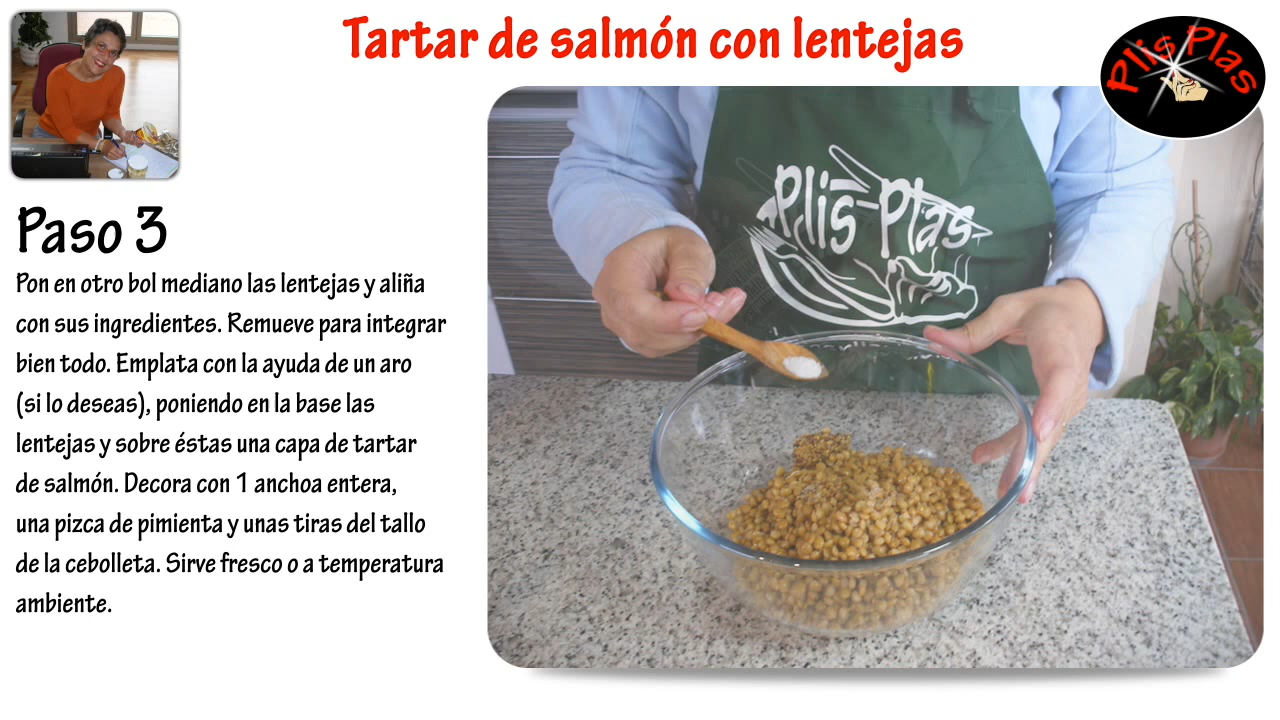 Tartar de salmón con lentejas
Plis Plas
Paso 3
Pon en otro bol mediano las lentejas y aliña
con sus ingredientes. Remueve para integrar
bien todo. Emplata con la ayuda de un aro
(si lo deseas), poniendo en la base las
lentejas y sobre éstas una capa de tartar
de salmón. Decora con 1 anchoa entera,
una pizca de pimienta y unas tiras del tallo
de la cebolleta. Sirve fresco o a temperatura
ambiente.
Plis-Plas